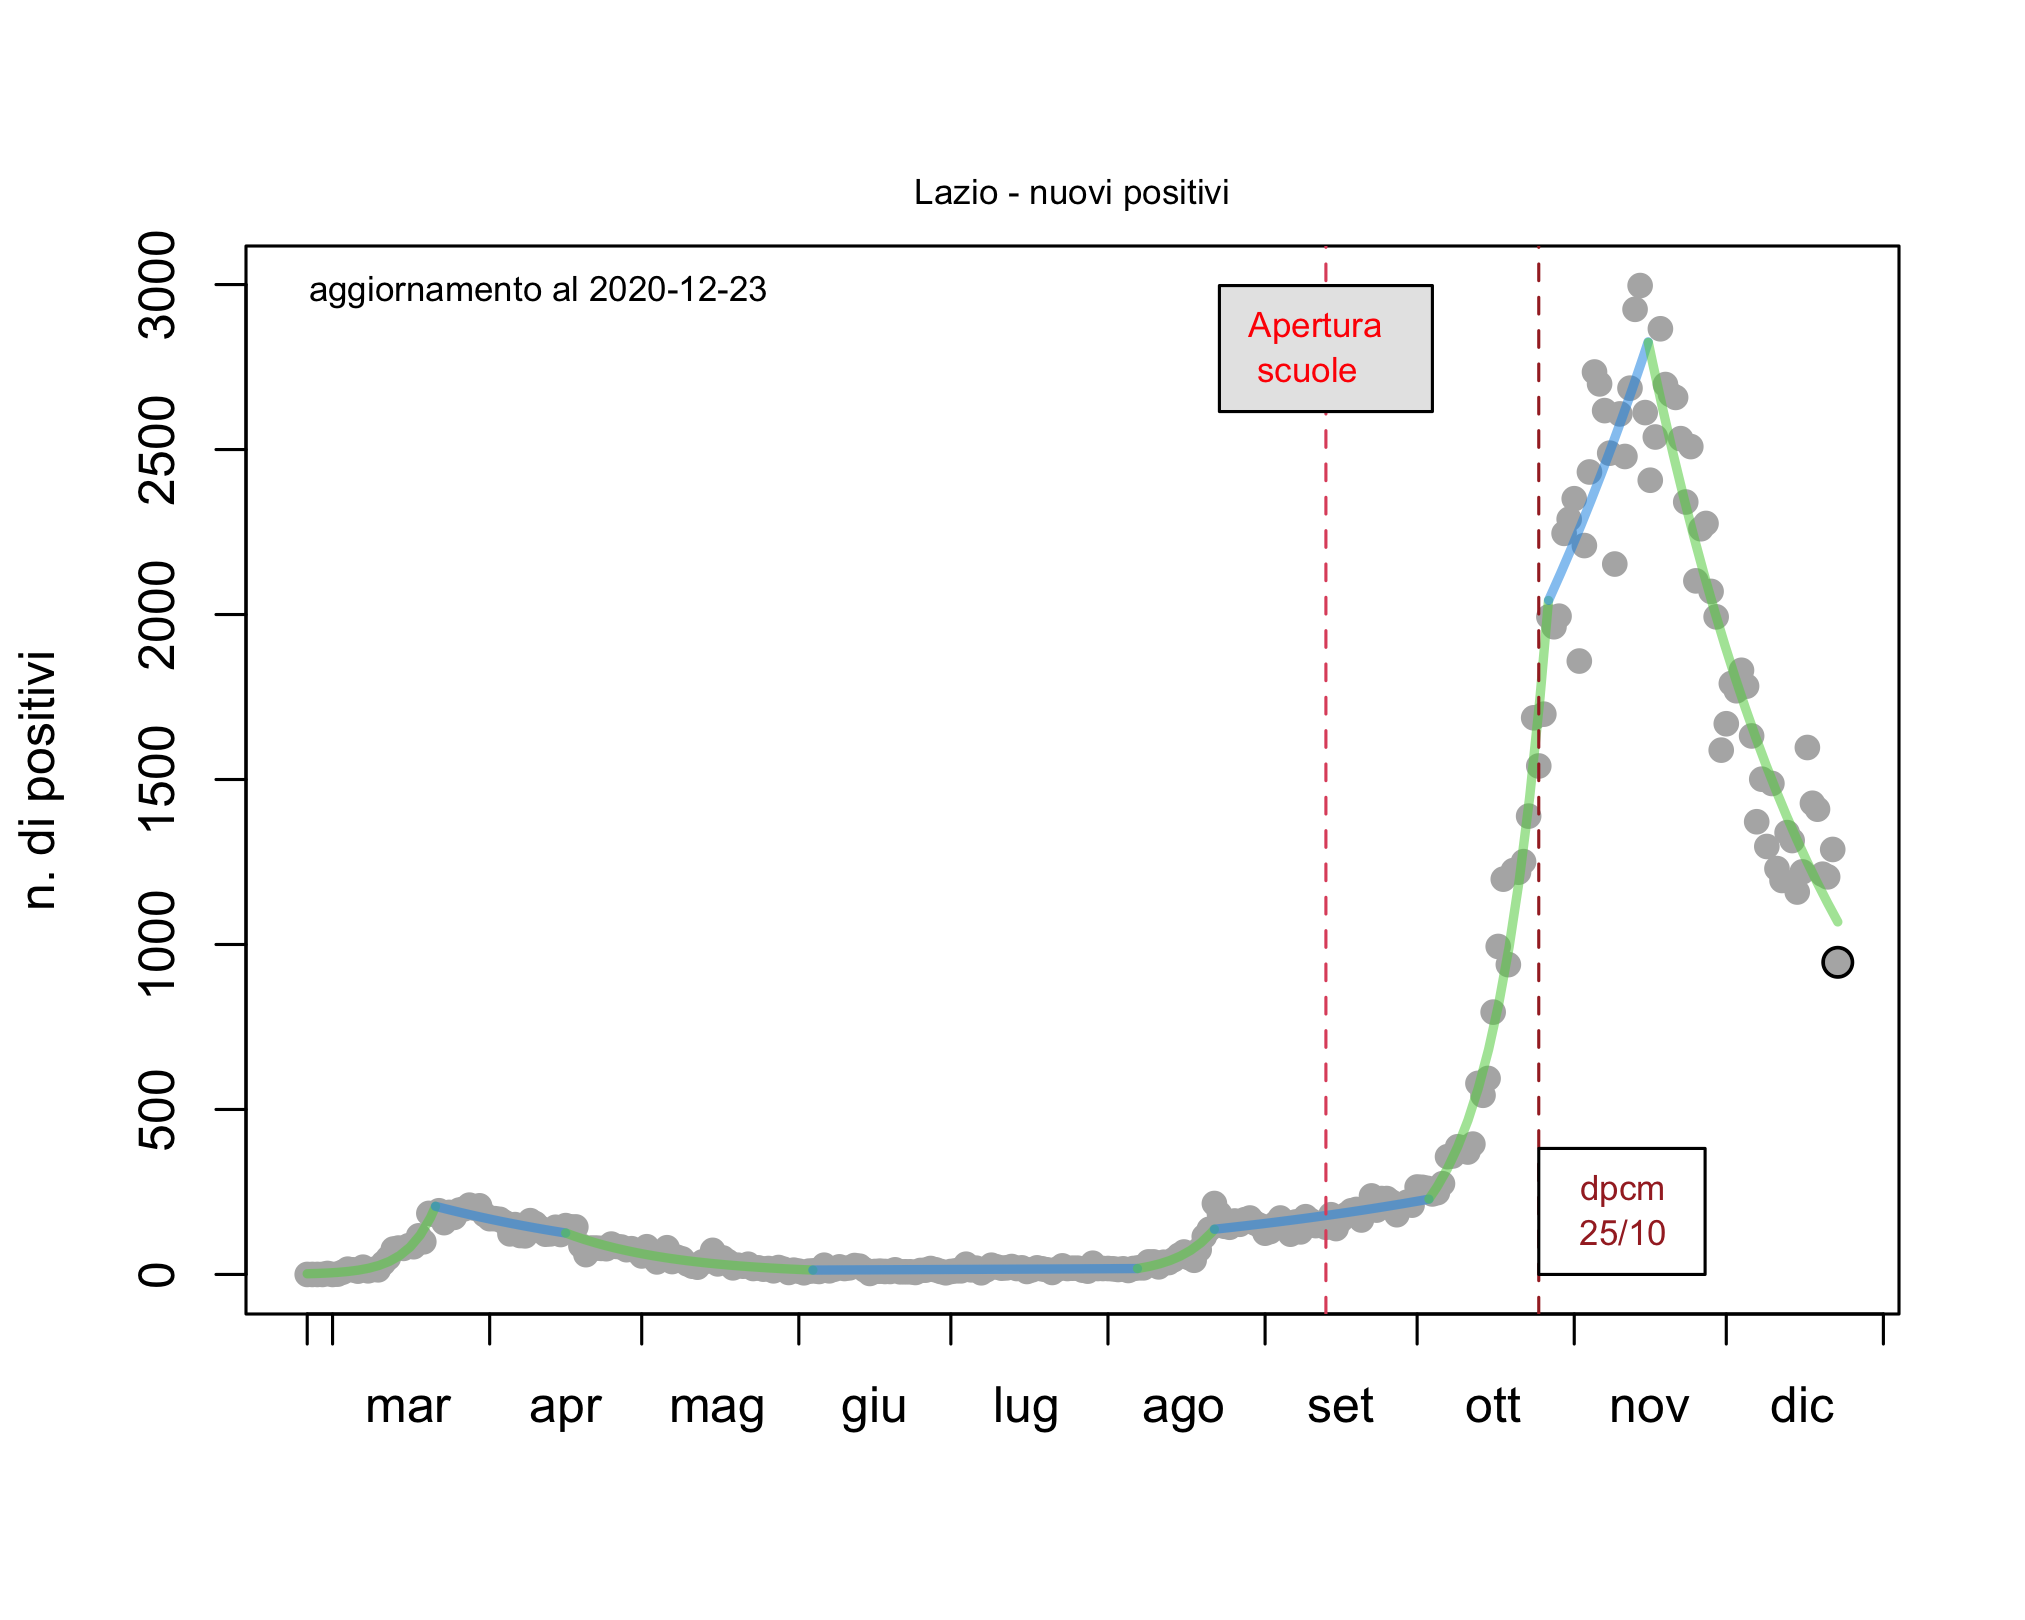 Lazio - nuovi positivi
aggiornamento al 2020-12-23
Apertura
scuole
dpcm
25/10
n. di positivi
3000
2500
2000
1500
1000
500
0
mar apr mag giu lug ago set ott nov dic